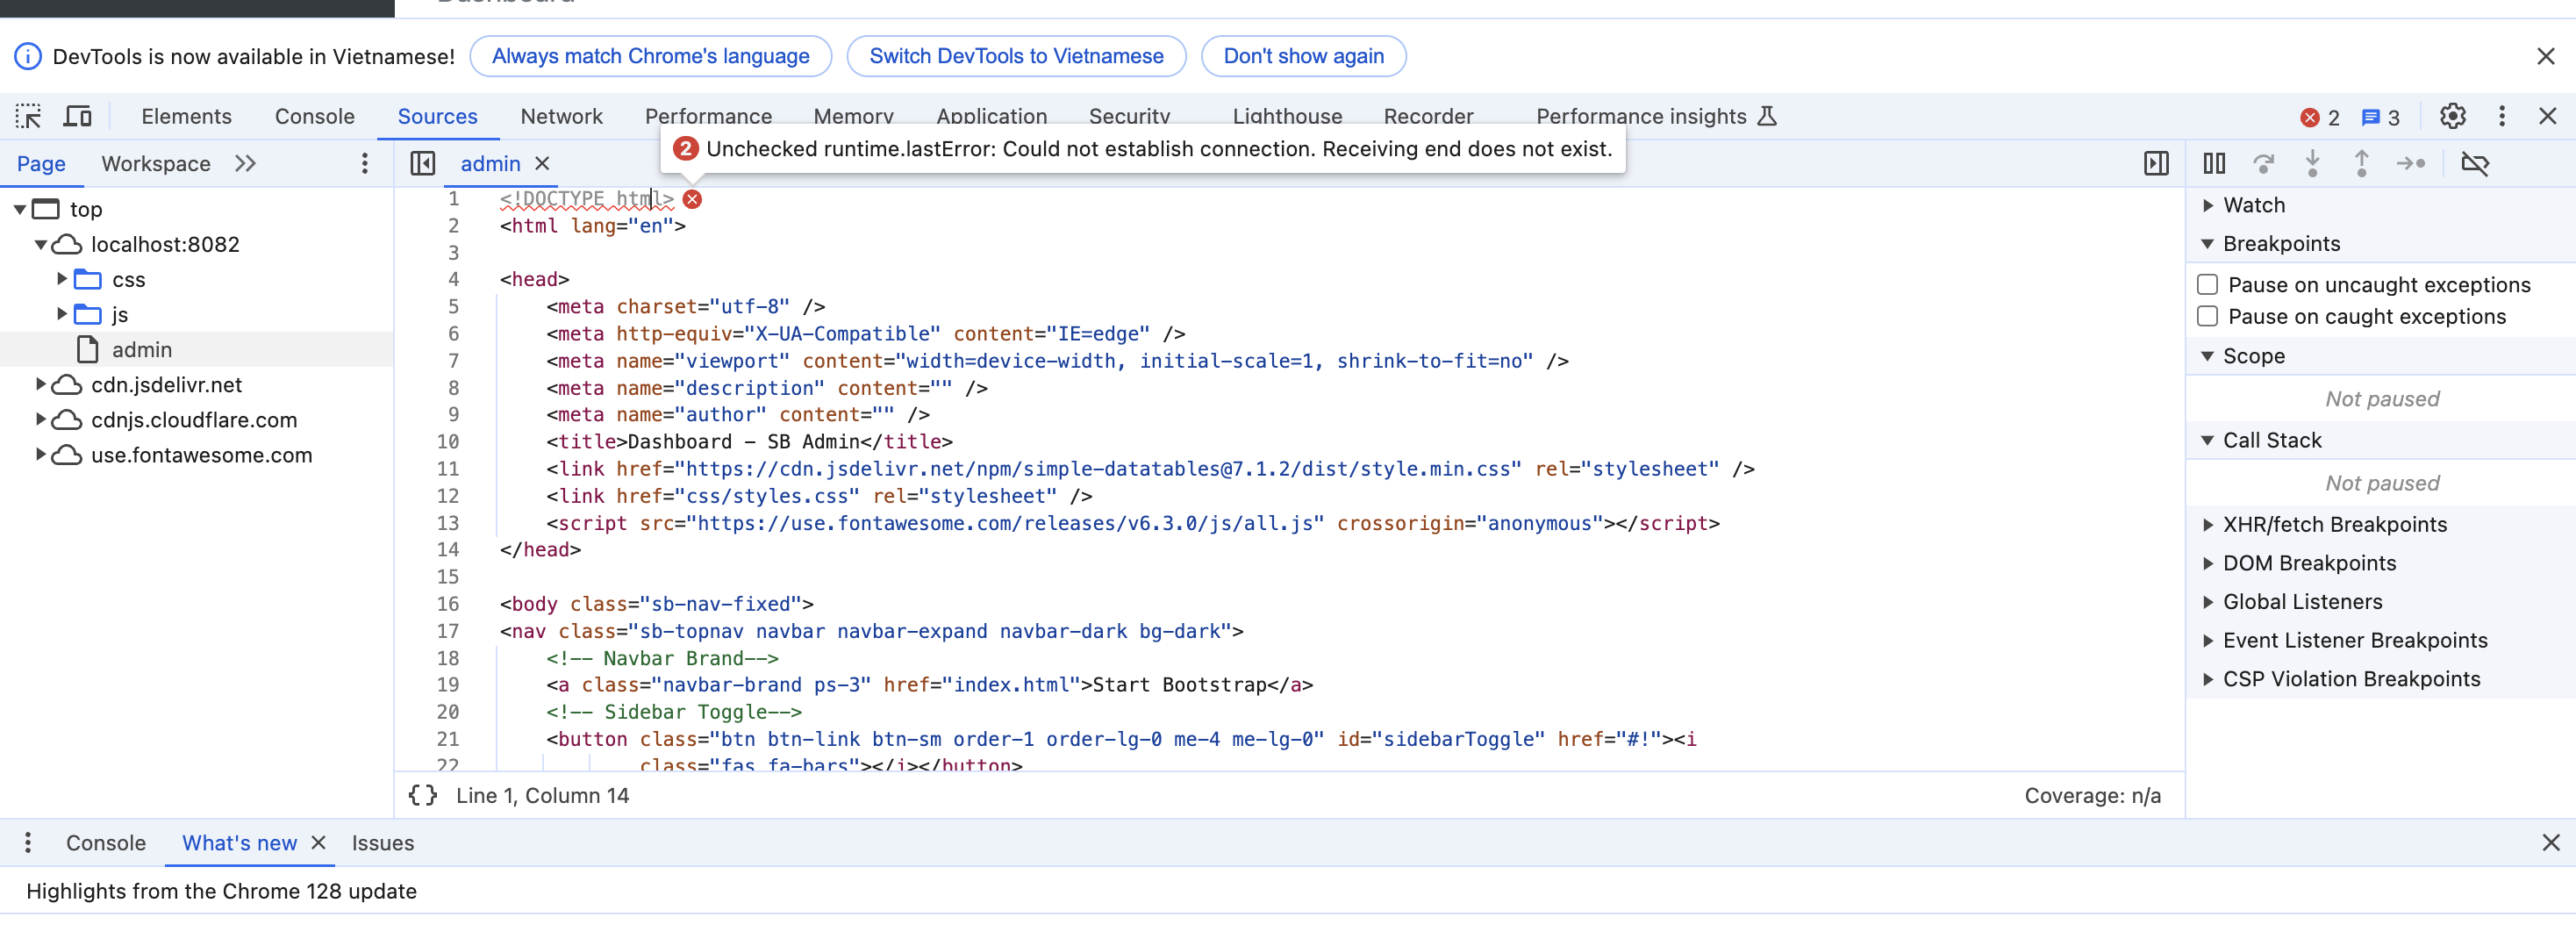 DevTools is now available in Vietnamese! Always match Chrome's language Switch DevTools to Vietnamese Don't show again
Elements Console Sources Network Performance Memory Application Security Lighthouse Recorder Performance insights 2 3
Page Workspace admin
2 Unchecked runtime.lastError: Could not establish connection. Receiving end does not exist.
top
localhost:8082
css
js
admin
cdn.jsdelivr.net
cdnjs.cloudflare.com
use.fontawesome.com
1 <!DOCTYPE html>
2 <html lang="en">
3
4 <head>
5 <meta charset="utf-8" />
6 <meta http-equiv="X-UA-Compatible" content="IE=edge" />
7 <meta name="viewport" content="width=device-width, initial-scale=1, shrink-to-fit=no" />
8 <meta name="description" content="" />
9 <meta name="author" content="" />
10 <title>Dashboard - SB Admin</title>
11 <link href="https://cdn.jsdelivr.net/npm/simple-datatables@7.1.2/dist/style.min.css" rel="stylesheet" />
12 <link href="css/styles.css" rel="stylesheet" />
13 <script src="https://use.fontawesome.com/releases/v6.3.0/js/all.js" crossorigin="anonymous"></script>
14 </head>
15
16 <body class="sb-nav-fixed">
17 <nav class="sb-topnav navbar navbar-expand navbar-dark bg-dark">
18 <!-- Navbar Brand-->
19 <a class="navbar-brand ps-3" href="index.html">Start Bootstrap</a>
20 <!-- Sidebar Toggle-->
21 <button class="btn btn-link btn-sm order-1 order-lg-0 me-4 me-lg-0" id="sidebarToggle" href="#!"><i
22 class="fas fa-bars"></i></button>
{} Line 1, Column 14 Coverage: n/a
Watch
Breakpoints
Pause on uncaught exceptions
Pause on caught exceptions
Scope
Not paused
Call Stack
Not paused
XHR/fetch Breakpoints
DOM Breakpoints
Global Listeners
Event Listener Breakpoints
CSP Violation Breakpoints
Console What's new Issues
Highlights from the Chrome 128 update